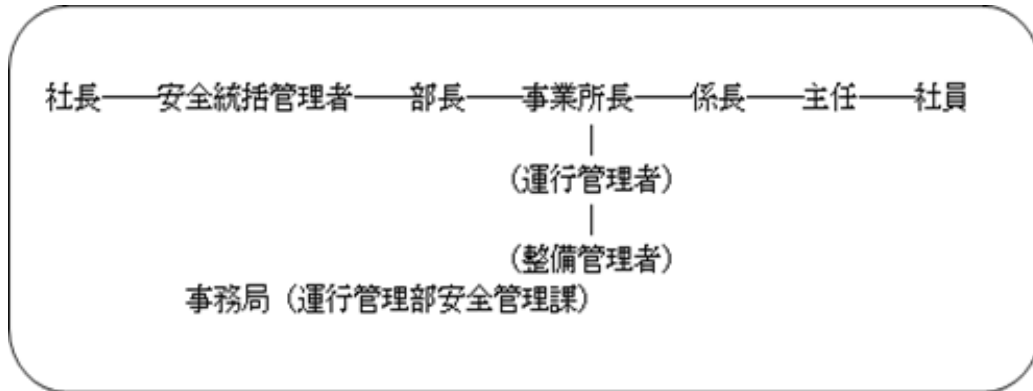 社長――安全統括管理者――部長――事業所長――係長――主任――社員
|
(運行管理者)
|
(整備管理者)
事務局(運行管理部安全管理課)